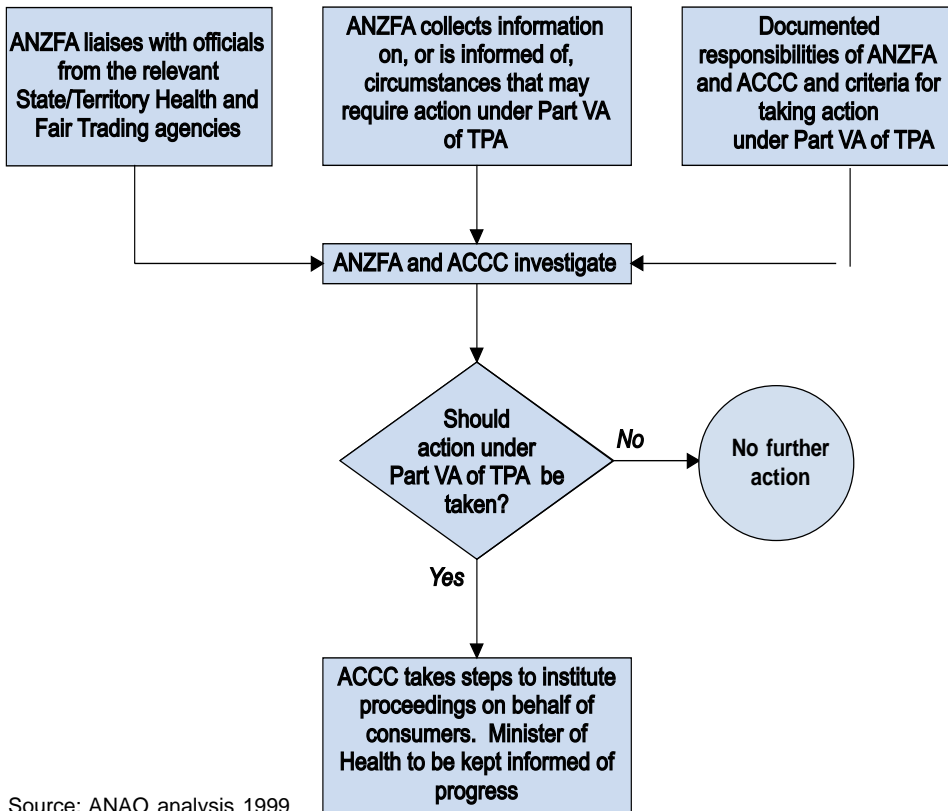 ANZFA liaises with officials
from the relevant
State/Territory Health and
Fair Trading agencies
ANZFA collects information
on, or is informed of,
circumstances that may
require action under Part VA
of TPA
Documented
responsibilities of ANZFA
and ACCC and criteria for
taking action
under Part VA of TPA
ANZFA and ACCC investigate
Should
action under
Part VA of TPA be
taken?
No
No further
action
Yes
ACCC takes steps to institute
proceedings on behalf of
consumers. Minister of
Health to be kept informed of
progress
Source: ANAO analysis 1999